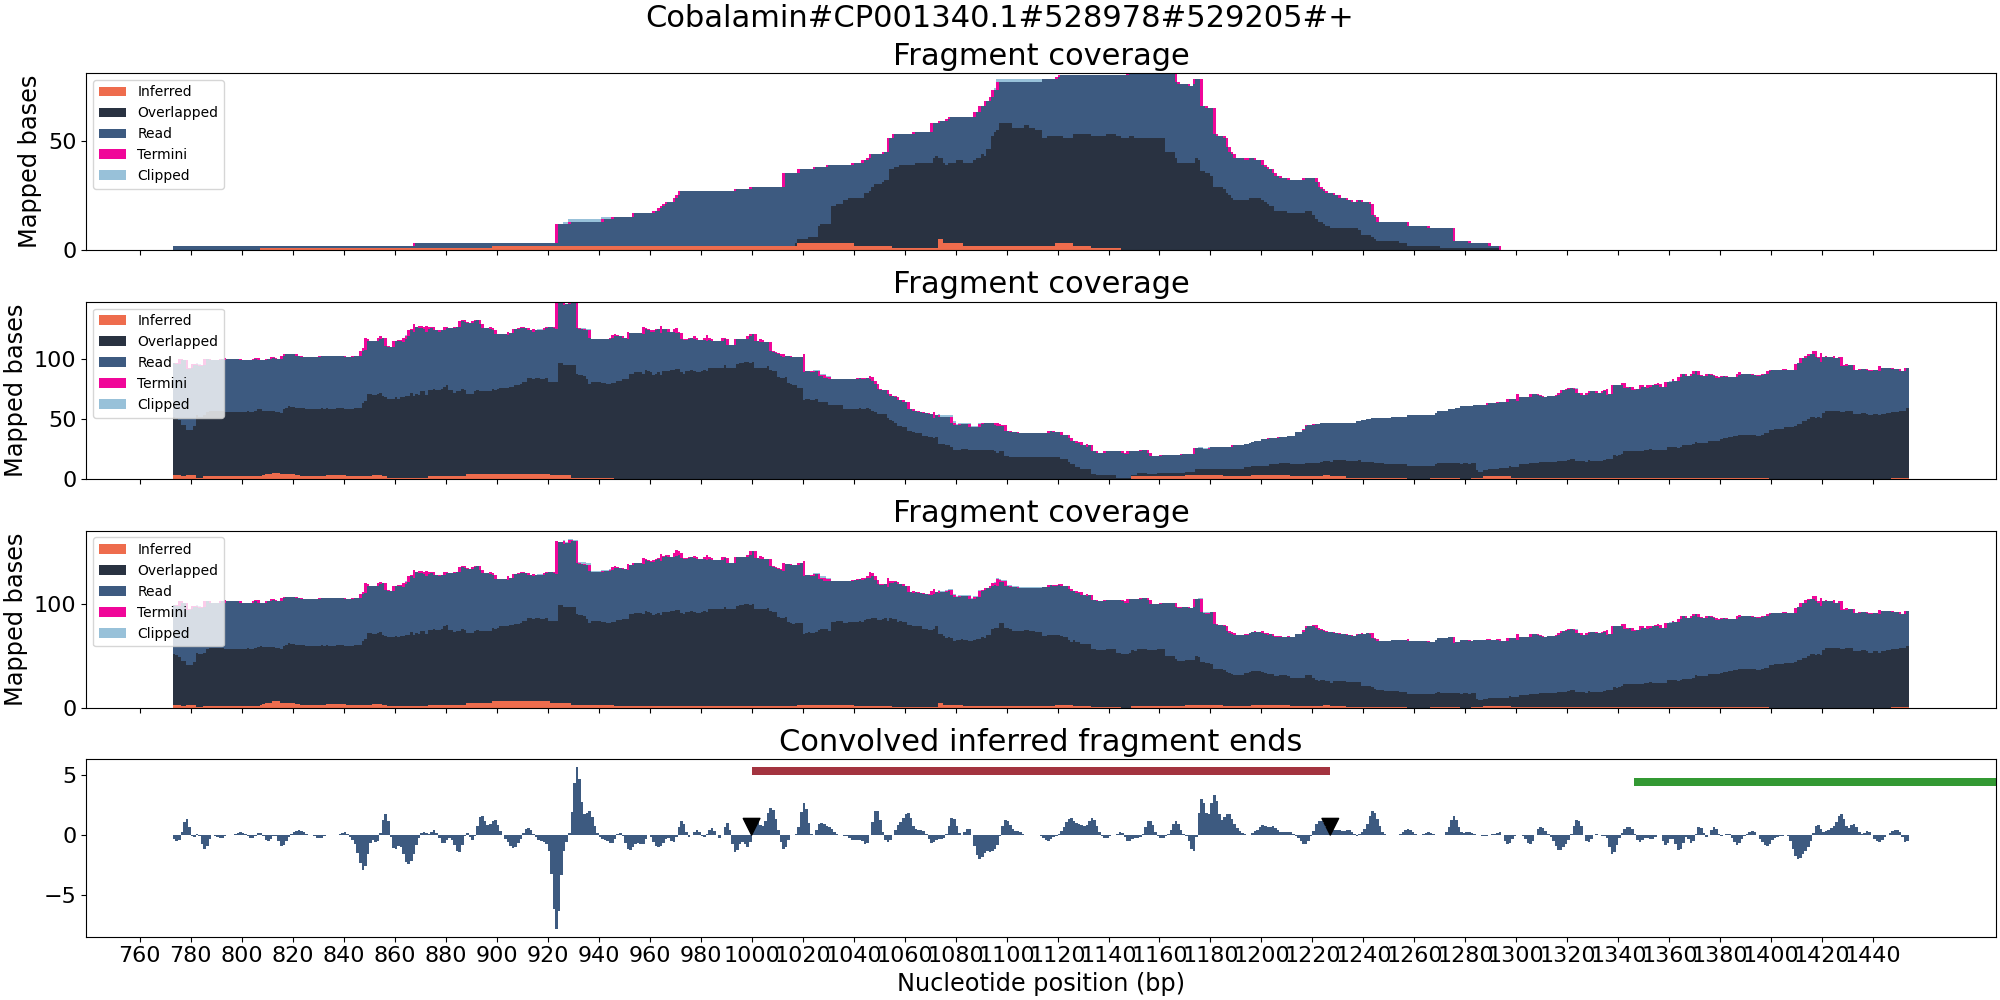 Cobalamin#CP001340.1#528978#529205#+
Fragment coverage
Mapped bases
50
0
Inferred
Overlapped
Read
Termini
Clipped
Fragment coverage
Mapped bases
100
50
0
Inferred
Overlapped
Read
Termini
Clipped
Fragment coverage
Mapped bases
100
0
Inferred
Overlapped
Read
Termini
Clipped
Convolved inferred fragment ends
5
0
−5
760 780 800 820 840 860 880 900 920 940 960 980 1000 1020 1040 1060 1080 1100 1120 1140 1160 1180 1200 1220 1240 1260 1280 1300 1320 1340 1360 1380 1400 1420 1440
Nucleotide position (bp)